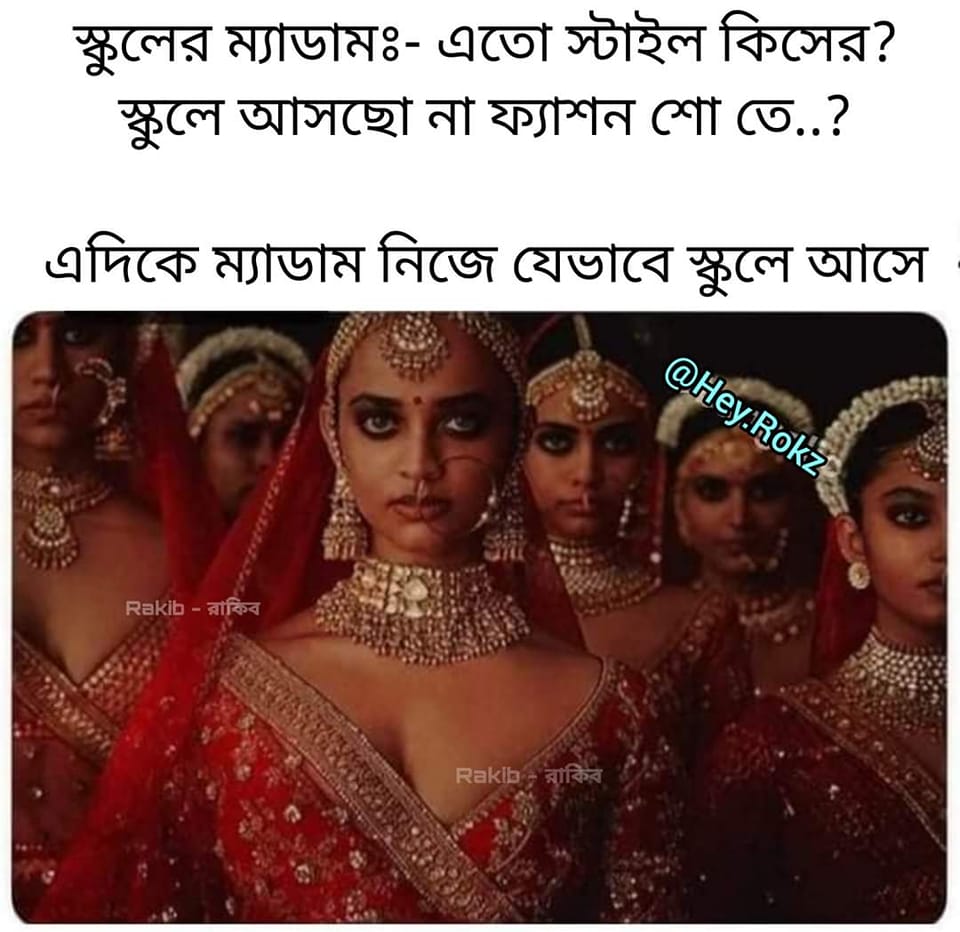 স্কুলের ম্যাডামঃ- এতো স্টাইল কিসের?
স্কুলে আসছো না ফ্যাশন শো তে..?
এদিকে ম্যাডাম নিজে যেভাবে স্কুলে আসে
@Hey.Rokz
Rakib - রাকিব
Rakib - রাকিব